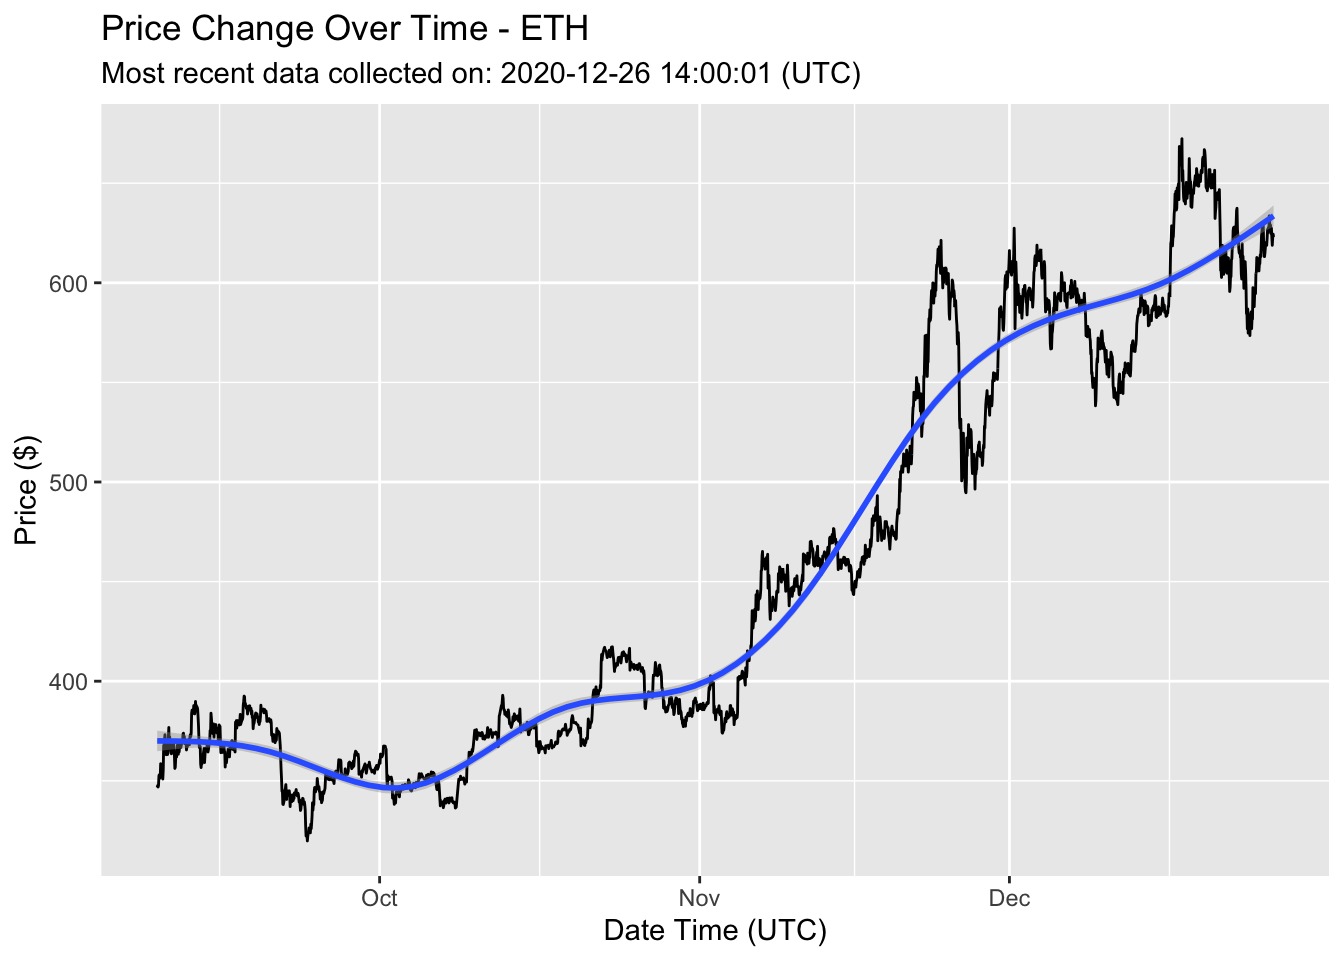 Price Change Over Time - ETH
Most recent data collected on: 2020-12-26 14:00:01 (UTC)
Price ($)
600
500
400
Oct Nov Dec
Date Time (UTC)